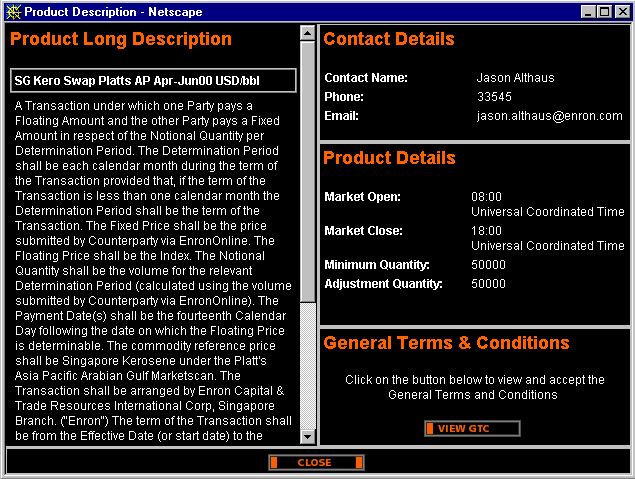 Product Description - Netscape
Product Long Description
SG Kero Swap Platts AP Apr-Jun00 USD/bbl
A Transaction under which one Party pays a
Floating Amount and the other Party pays a Fixed
Amount in respect of the Notional Quantity per
Determination Period. The Determination Period
shall be each calendar month during the term of
the Transaction provided that, if the term of the
Transaction is less than one calendar month the
Determination Period shall be the term of the
Transaction. The Fixed Price shall be the price
submitted by Counterparty via EnronOnline. The
Floating Price shall be the Index. The Notional
Quantity shall be the volume for the relevant
Determination Period (calculated using the volume
submitted by Counterparty via EnronOnline). The
Payment Date(s) shall be the fourteenth Calendar
Day following the date on which the Floating Price
is determinable. The commodity reference price
shall be Singapore Kerosene under the Platt's
Asia Pacific Arabian Gulf Marketscan. The
Transaction shall be arranged by Enron Capital &
Trade Resources International Corp, Singapore
Branch. ("Enron") The term of the Transaction shall
be from the Effective Date (or start date) to the
Contact Details
Contact Name: Jason Althaus
Phone: 33545
Email: jason.althaus@enron.com
Product Details
Market Open: 08:00
Universal Coordinated Time
Market Close: 18:00
Universal Coordinated Time
Minimum Quantity: 50000
Adjustment Quantity: 50000
General Terms & Conditions
Click on the button below to view and accept the
General Terms and Conditions
VIEW GTC
CLOSE